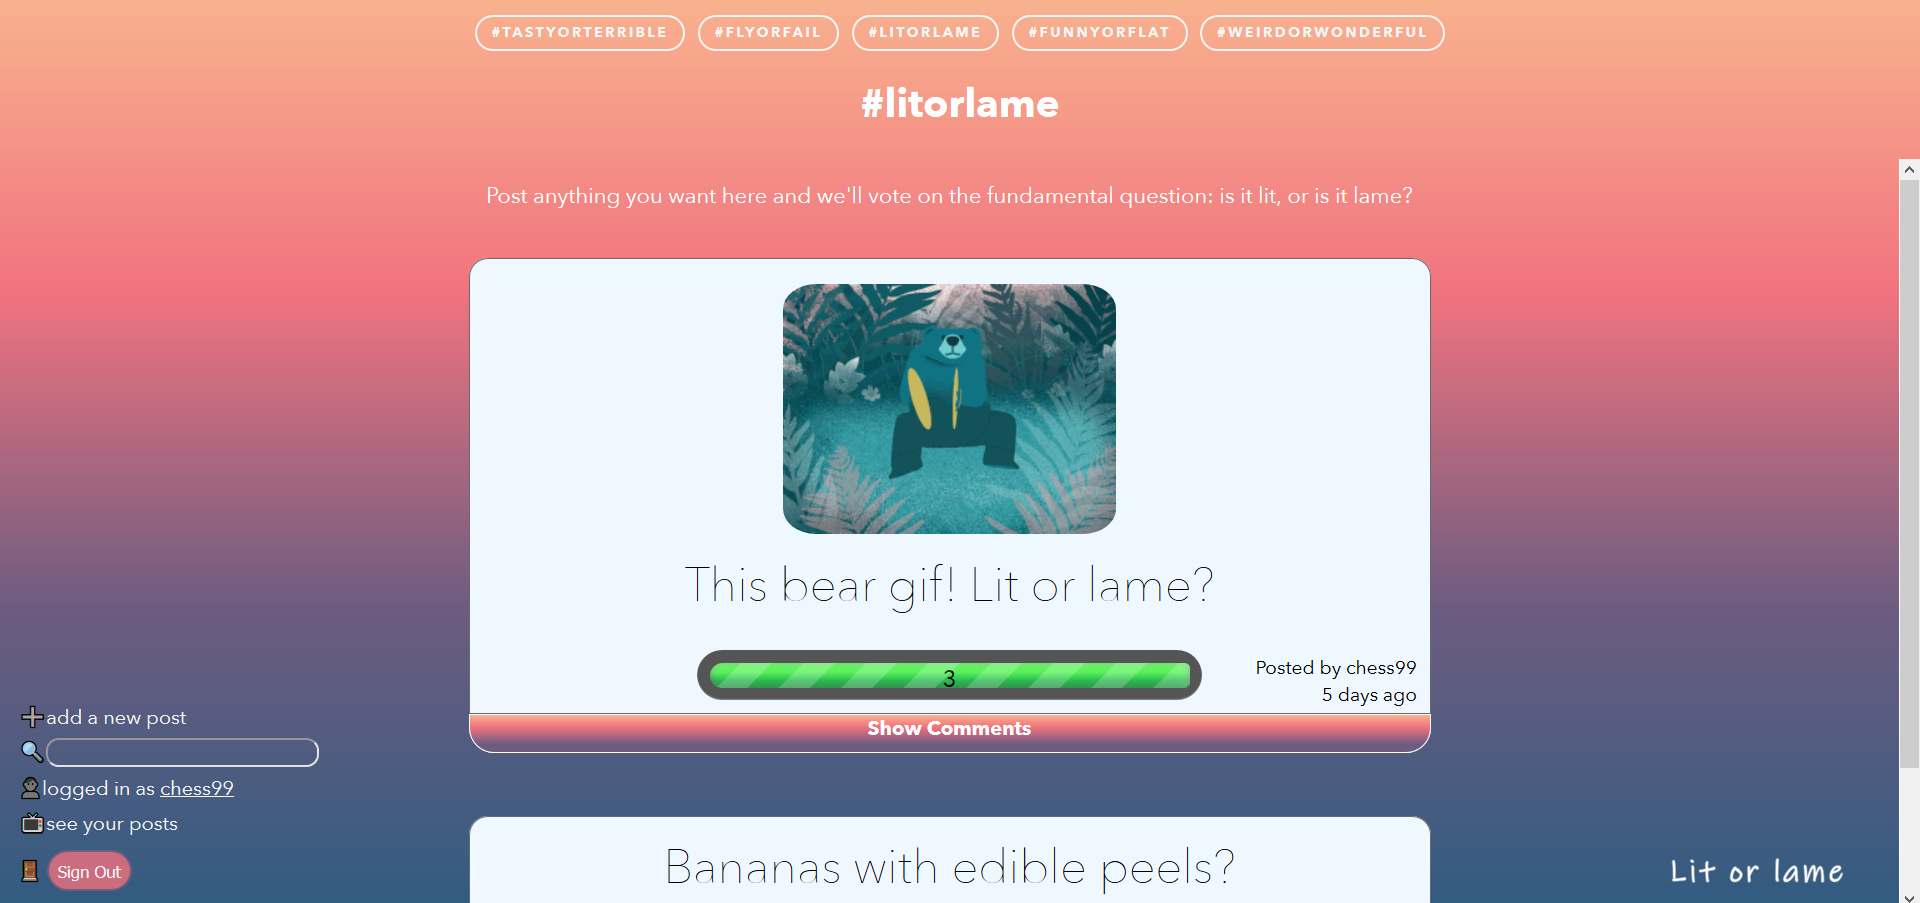 #TASTYORTERRIBLE #FLYORFAIL #LITORLAME #FUNNYORFLAT #WEIRDORWONDERFUL
#litorlame
Post anything you want here and we'll vote on the fundamental question: is it lit, or is it lame?
This bear gif! Lit or lame?
3
Posted by chess99
5 days ago
Show Comments
Bananas with edible peels?
add a new post
logged in as chess99
see your posts
Sign Out
Lit or lame